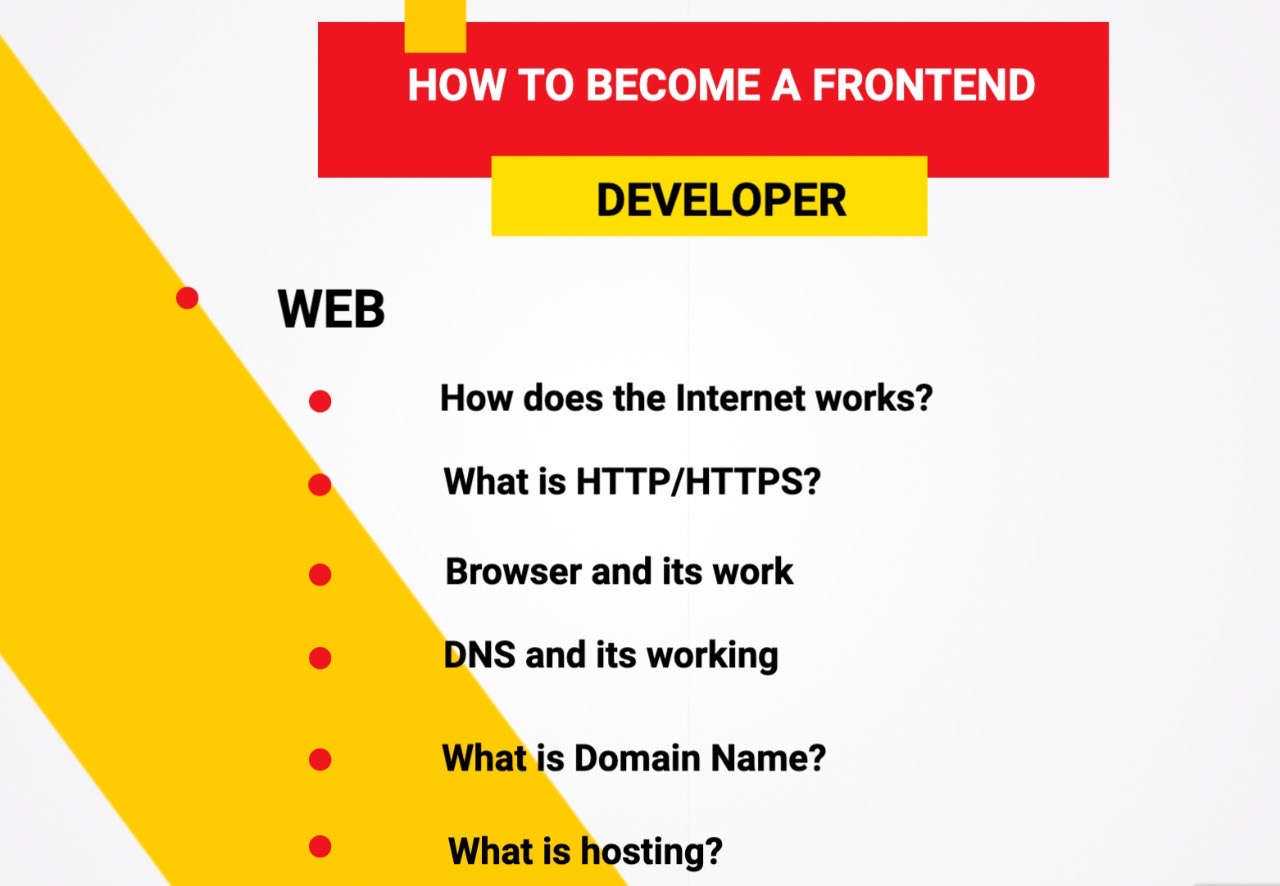 HOW TO BECOME A FRONTEND
DEVELOPER
WEB
How does the Internet works?
What is HTTP/HTTPS?
Browser and its work
DNS and its working
What is Domain Name?
What is hosting?